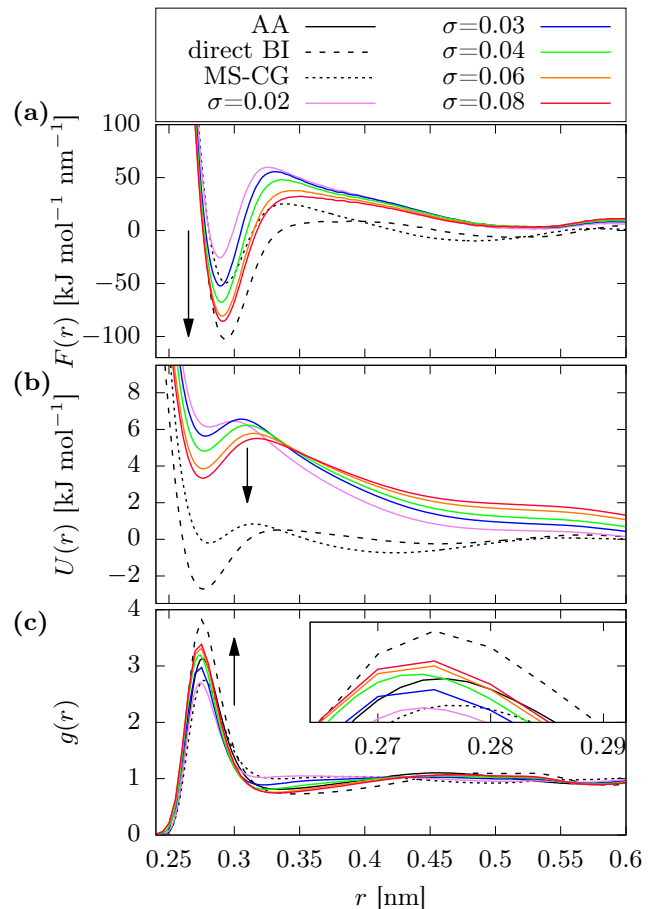 AA
direct BI
MS-CG
σ=0.02
σ=0.03
σ=0.04
σ=0.06
σ=0.08
(a)
F(r) [kJ mol⁻¹ nm⁻¹]
100
50
0
−50
−100
(b)
U(r) [kJ mol⁻¹]
8
6
4
2
0
−2
(c)
g(r)
4
3
2
1
0
0.27 0.28 0.29
0.25 0.3 0.35 0.4 0.45 0.5 0.55 0.6
r [nm]